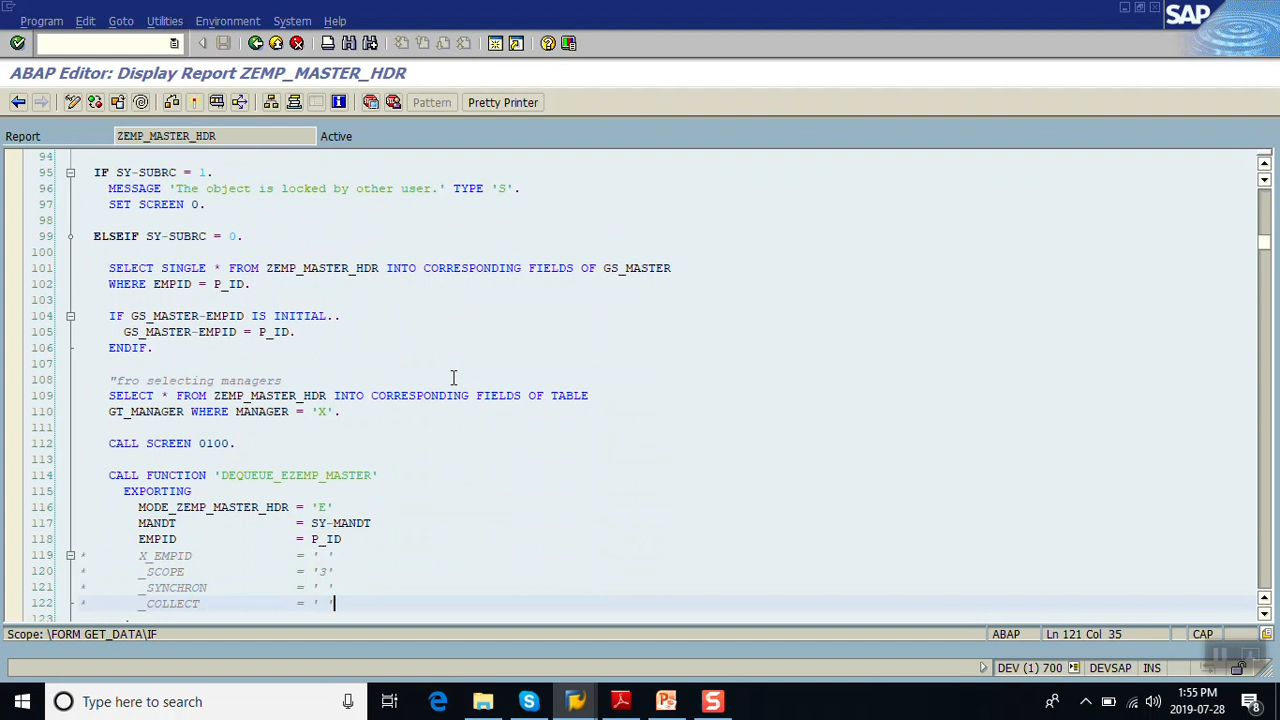 Program Edit Goto Utilities Environment System Help
SAP
ABAP Editor: Display Report ZEMP_MASTER_HDR
Pattern Pretty Printer
Report ZEMP_MASTER_HDR Active
94
95 IF SY-SUBRC = 1.
96 MESSAGE 'The object is locked by other user.' TYPE 'S'.
97 SET SCREEN 0.
98
99 ELSEIF SY-SUBRC = 0.
100
101 SELECT SINGLE * FROM ZEMP_MASTER_HDR INTO CORRESPONDING FIELDS OF GS_MASTER
102 WHERE EMPID = P_ID.
103
104 IF GS_MASTER-EMPID IS INITIAL..
105 GS_MASTER-EMPID = P_ID.
106 ENDIF.
107
108 "fro selecting managers
109 SELECT * FROM ZEMP_MASTER_HDR INTO CORRESPONDING FIELDS OF TABLE
110 GT_MANAGER WHERE MANAGER = 'X'.
111
112 CALL SCREEN 0100.
113
114 CALL FUNCTION 'DEQUEUE_EZEMP_MASTER'
115 EXPORTING
116 MODE_ZEMP_MASTER_HDR = 'E'
117 MANDT = SY-MANDT
118 EMPID = P_ID
119 * X_EMPID = ' '
120 * _SCOPE = '3'
121 * _SYNCHRON = ' '
122 * _COLLECT = ' '
123 .
Scope: \FORM GET_DATA\IF ABAP Ln 121 Col 35 CAP
DEV (1) 700 DEVSAP INS
Type here to search
1:55 PM
2019-07-28
8